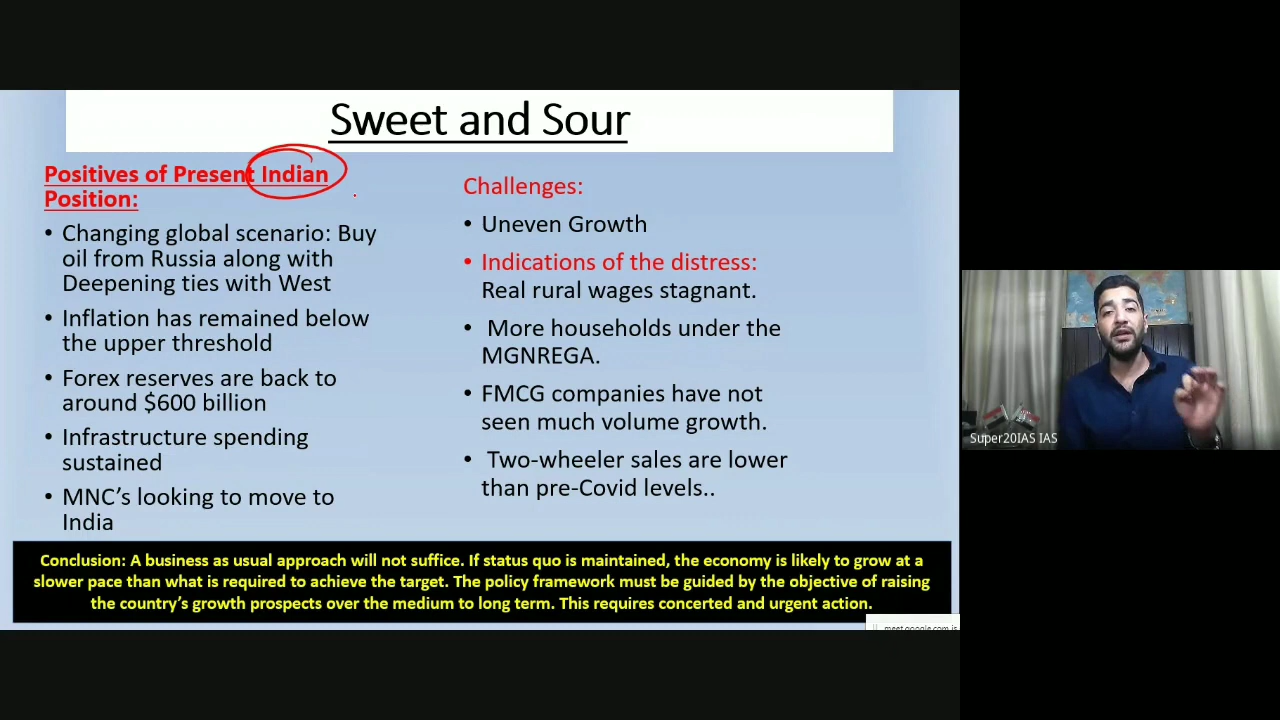 Sweet and Sour
Positives of Present Indian
Position:
• Changing global scenario: Buy
oil from Russia along with
Deepening ties with West
• Inflation has remained below
the upper threshold
• Forex reserves are back to
around $600 billion
• Infrastructure spending
sustained
• MNC’s looking to move to
India
Challenges:
• Uneven Growth
• Indications of the distress:
Real rural wages stagnant.
• More households under the
MGNREGA.
• FMCG companies have not
seen much volume growth.
• Two-wheeler sales are lower
than pre-Covid levels..
Conclusion: A business as usual approach will not suffice. If status quo is maintained, the economy is likely to grow at a
slower pace than what is required to achieve the target. The policy framework must be guided by the objective of raising
the country’s growth prospects over the medium to long term. This requires concerted and urgent action.
Super20IAS IAS